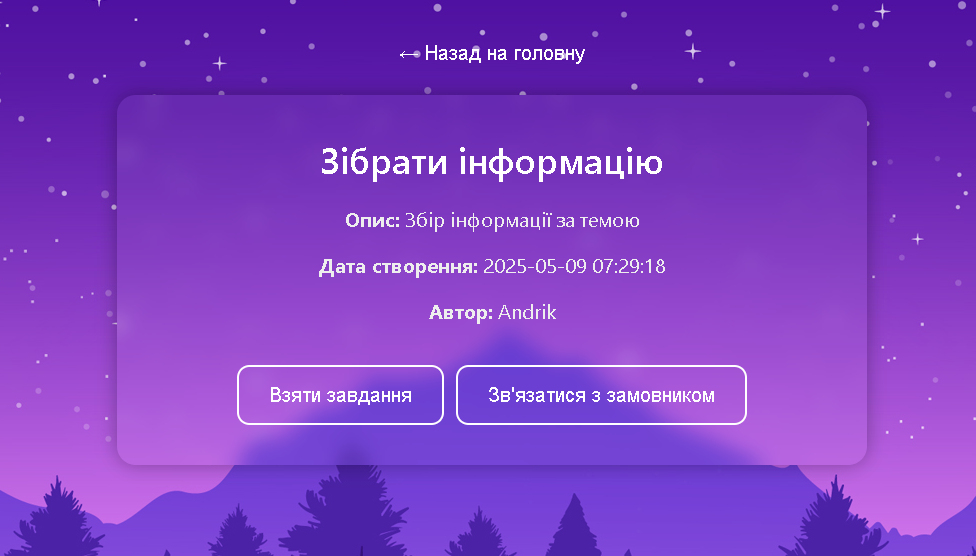 ← Назад на головну
Зібрати інформацію
Опис: Збір інформації за темою
Дата створення: 2025-05-09 07:29:18
Автор: Andrik
Взяти завдання
Зв'язатися з замовником